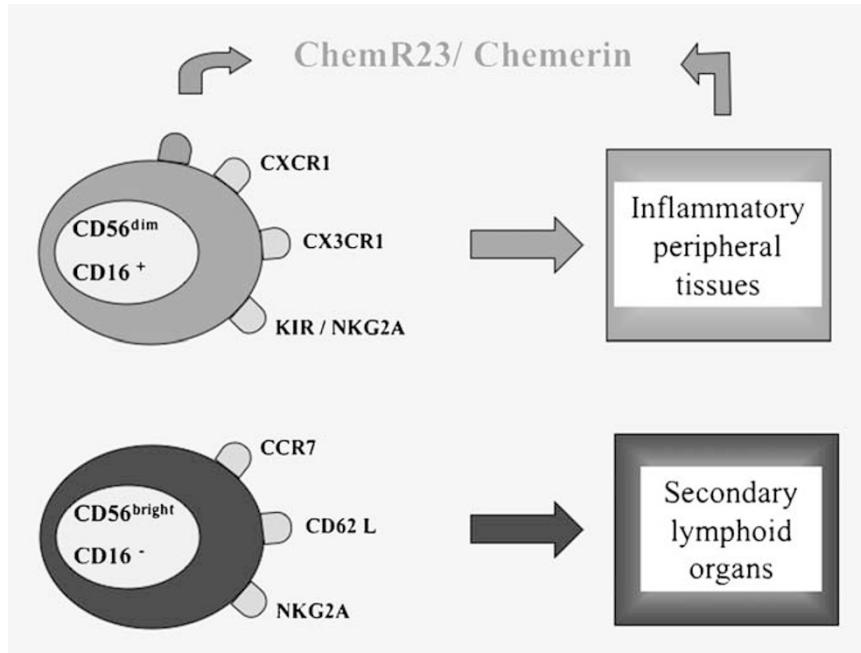 ChemR23/ Chemerin
CXCR1
CD56dim
CD16 +
CX3CR1
KIR / NKG2A
Inflammatory
peripheral
tissues
CCR7
CD56bright
CD16 -
CD62 L
NKG2A
Secondary
lymphoid
organs